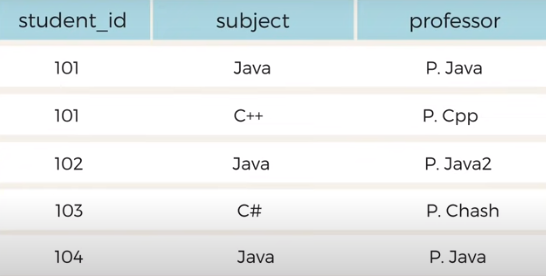 student_id subject professor
101 Java P. Java
101 C++ P. Cpp
102 Java P. Java2
103 C# P. Chash
104 Java P. Java